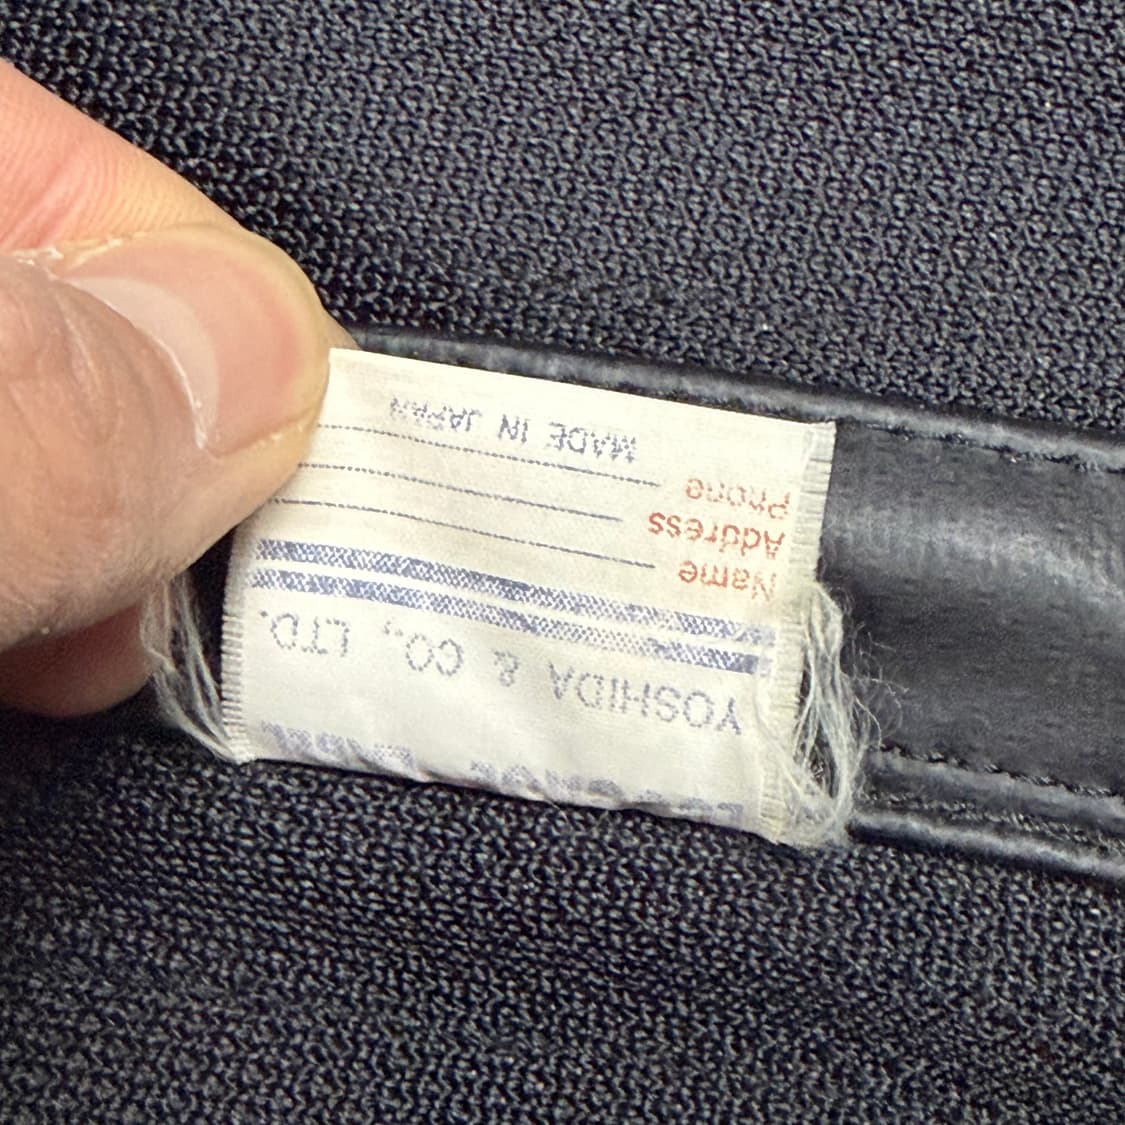 YOSHIDA & CO., LTD.
Name
Address
Phone
MADE IN JAPAN